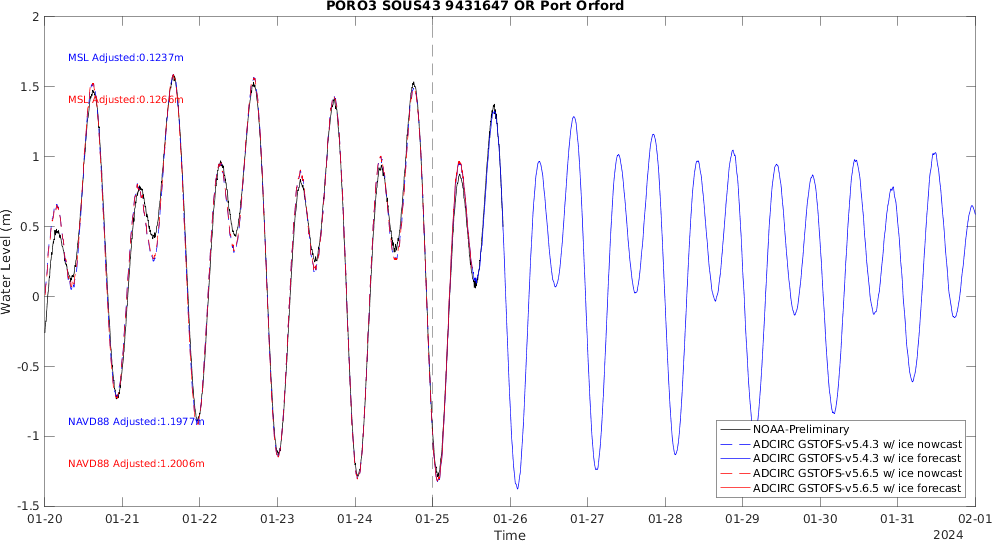 PORO3 SOUS43 9431647 OR Port Orford
2
1.5
1
0.5
0
-0.5
-1
-1.5
Water Level (m)
MSL Adjusted:0.1237m
MSL Adjusted:0.1266m
NAVD88 Adjusted:1.1977m
NAVD88 Adjusted:1.2006m
NOAA-Preliminary
ADCIRC GSTOFS-v5.4.3 w/ ice nowcast
ADCIRC GSTOFS-v5.4.3 w/ ice forecast
ADCIRC GSTOFS-v5.6.5 w/ ice nowcast
ADCIRC GSTOFS-v5.6.5 w/ ice forecast
01-20 01-21 01-22 01-23 01-24 01-25 01-26 01-27 01-28 01-29 01-30 01-31 02-01
Time
2024